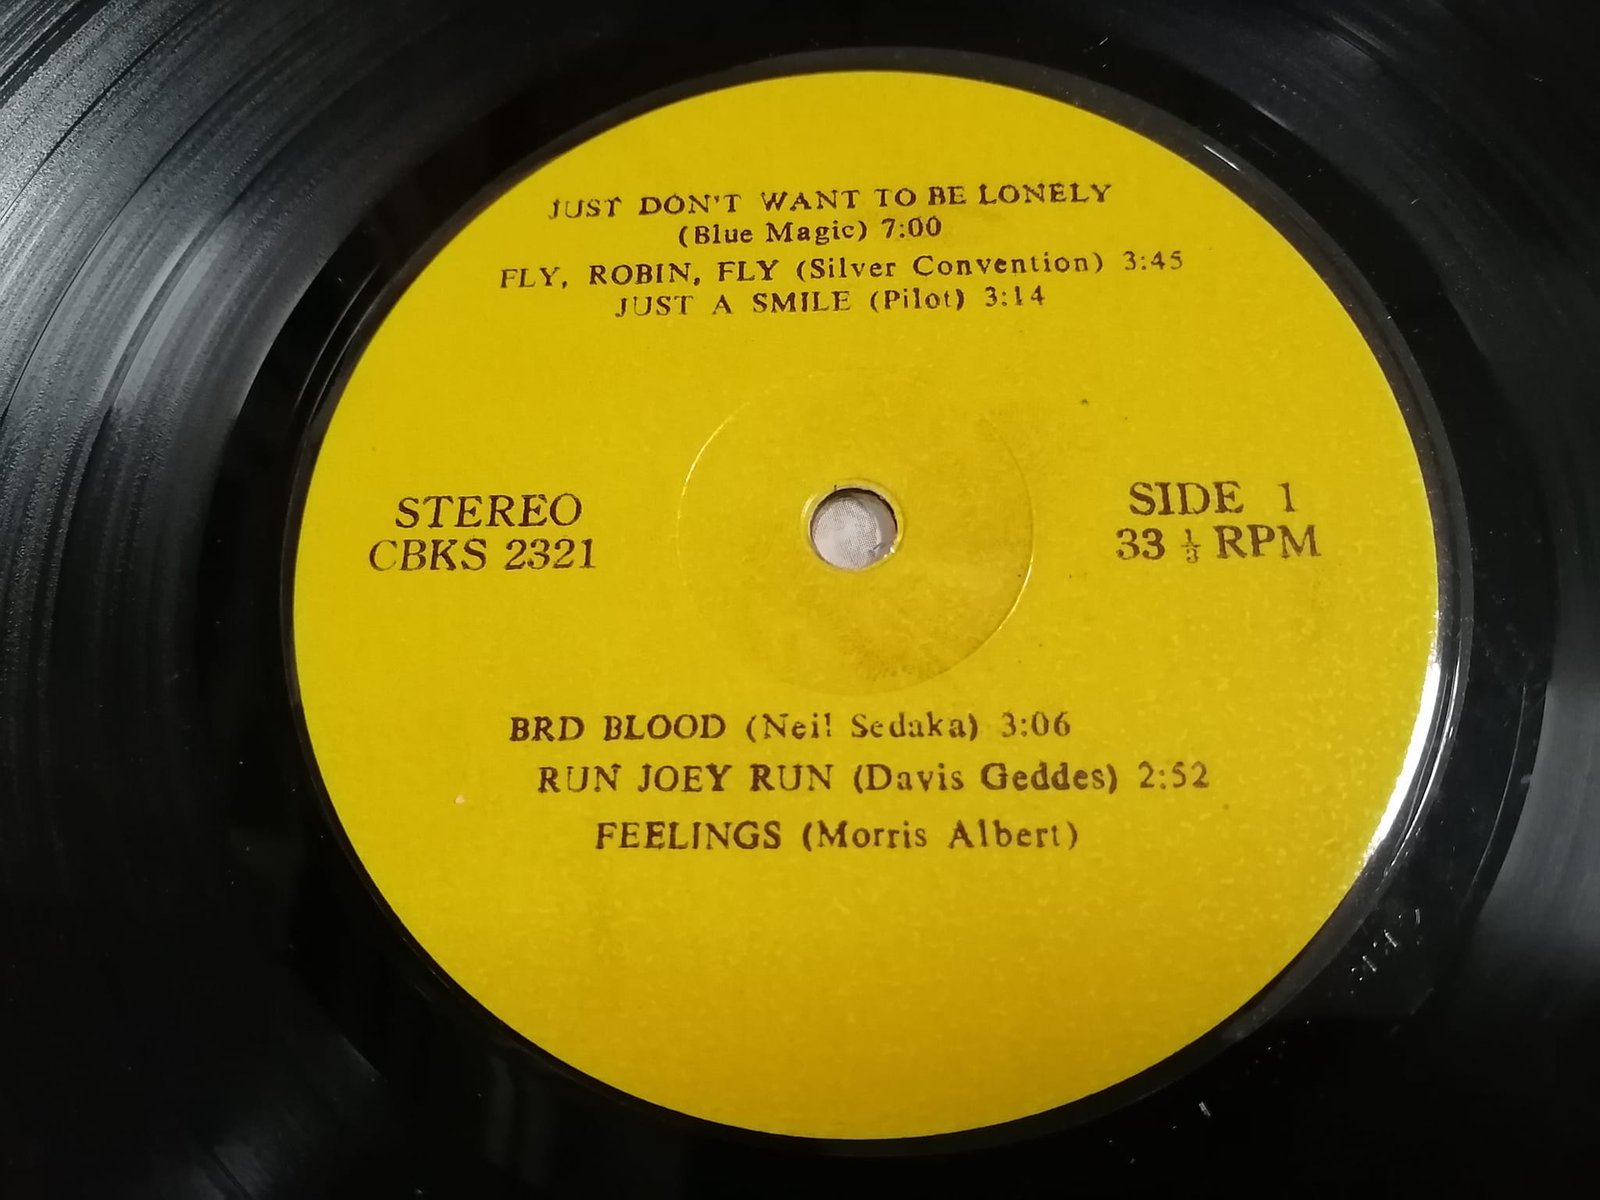 JUST DON'T WANT TO BE LONELY
(Blue Magic) 7:00
FLY, ROBIN, FLY (Silver Convention) 3:45
JUST A SMILE (Pilot) 3:14
STEREO
CBKS 2321
SIDE 1
33 ⅓ RPM
BRD BLOOD (Neil Sedaka) 3:06
RUN JOEY RUN (Davis Geddes) 2:52
FEELINGS (Morris Albert)